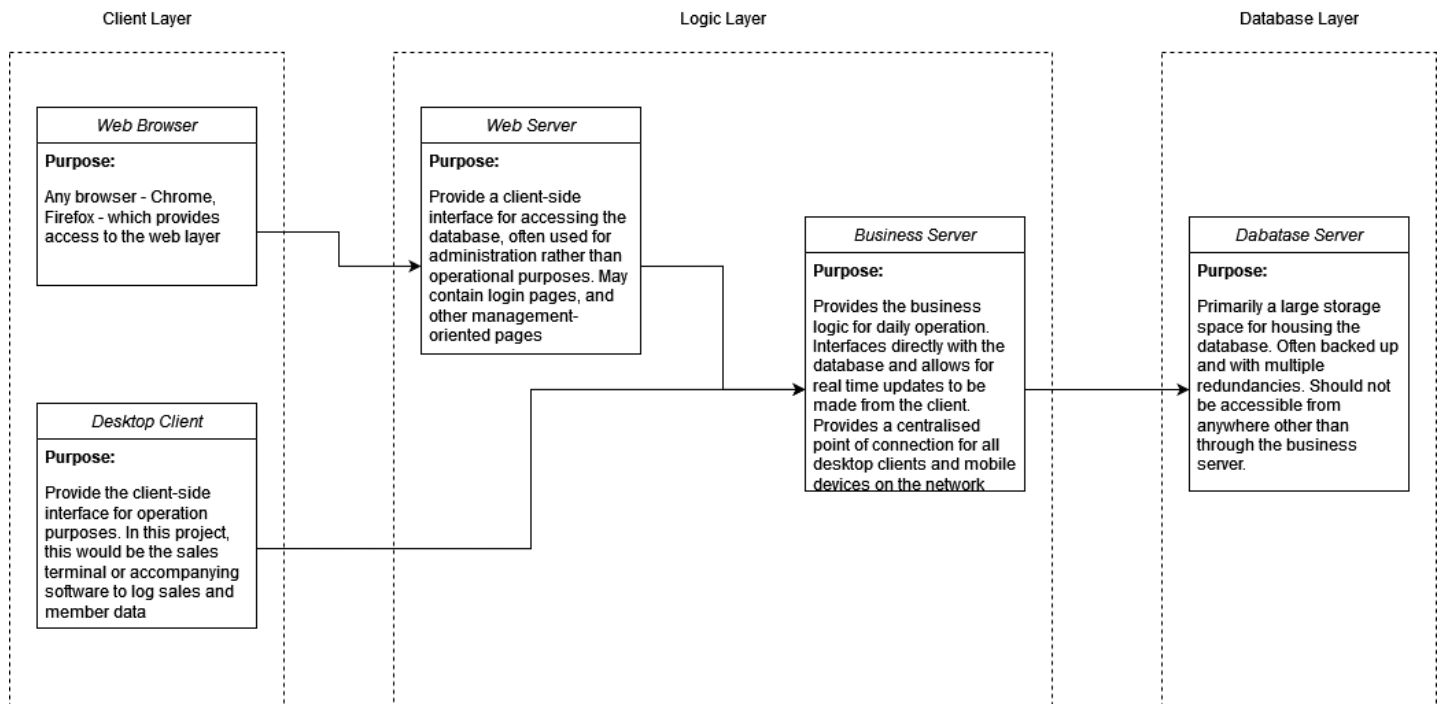 Client Layer
Logic Layer
Database Layer
Web Browser
Purpose:
Any browser - Chrome,
Firefox - which provides
access to the web layer
Desktop Client
Purpose:
Provide the client-side
interface for operation
purposes. In this project,
this would be the sales
terminal or accompanying
software to log sales and
member data
Web Server
Purpose:
Provide a client-side
interface for accessing the
database, often used for
administration rather than
operational purposes. May
contain login pages, and
other management-
oriented pages
Business Server
Purpose:
Provides the business
logic for daily operation.
Interfaces directly with the
database and allows for
real time updates to be
made from the client.
Provides a centralised
point of connection for all
desktop clients and mobile
devices on the network
Dabatase Server
Purpose:
Primarily a large storage
space for housing the
database. Often backed up
and with multiple
redundancies. Should not
be accessible from
anywhere other than
through the business
server.